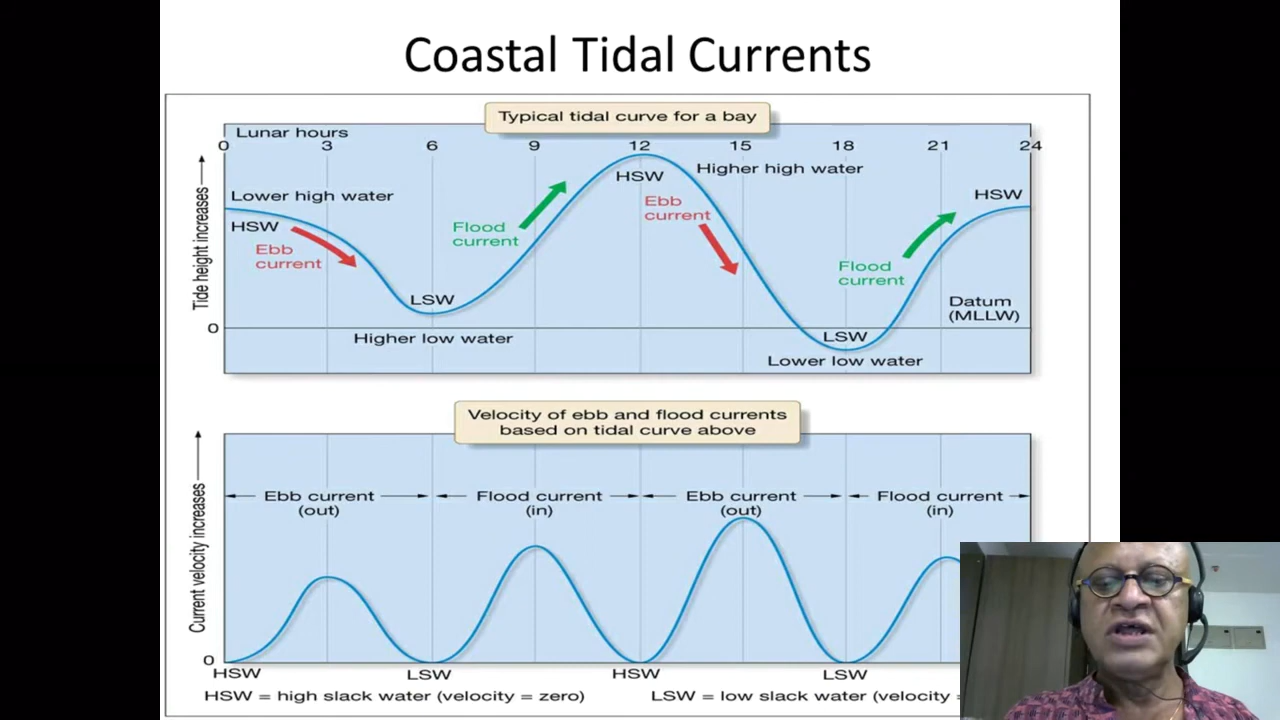 Coastal Tidal Currents
Typical tidal curve for a bay
Lunar hours
0 3 6 9 12 15 18 21 24
Tide height increases
Lower high water
HSW
Ebb
current
LSW
Higher low water
Flood
current
HSW
Higher high water
Ebb
current
LSW
Lower low water
Flood
current
HSW
Datum
(MLLW)
0
Velocity of ebb and flood currents
based on tidal curve above
Current velocity increases
Ebb current
(out)
Flood current
(in)
Ebb current
(out)
Flood current
(in)
0
HSW LSW HSW LSW
HSW = high slack water (velocity = zero)
LSW = low slack water (velocity =